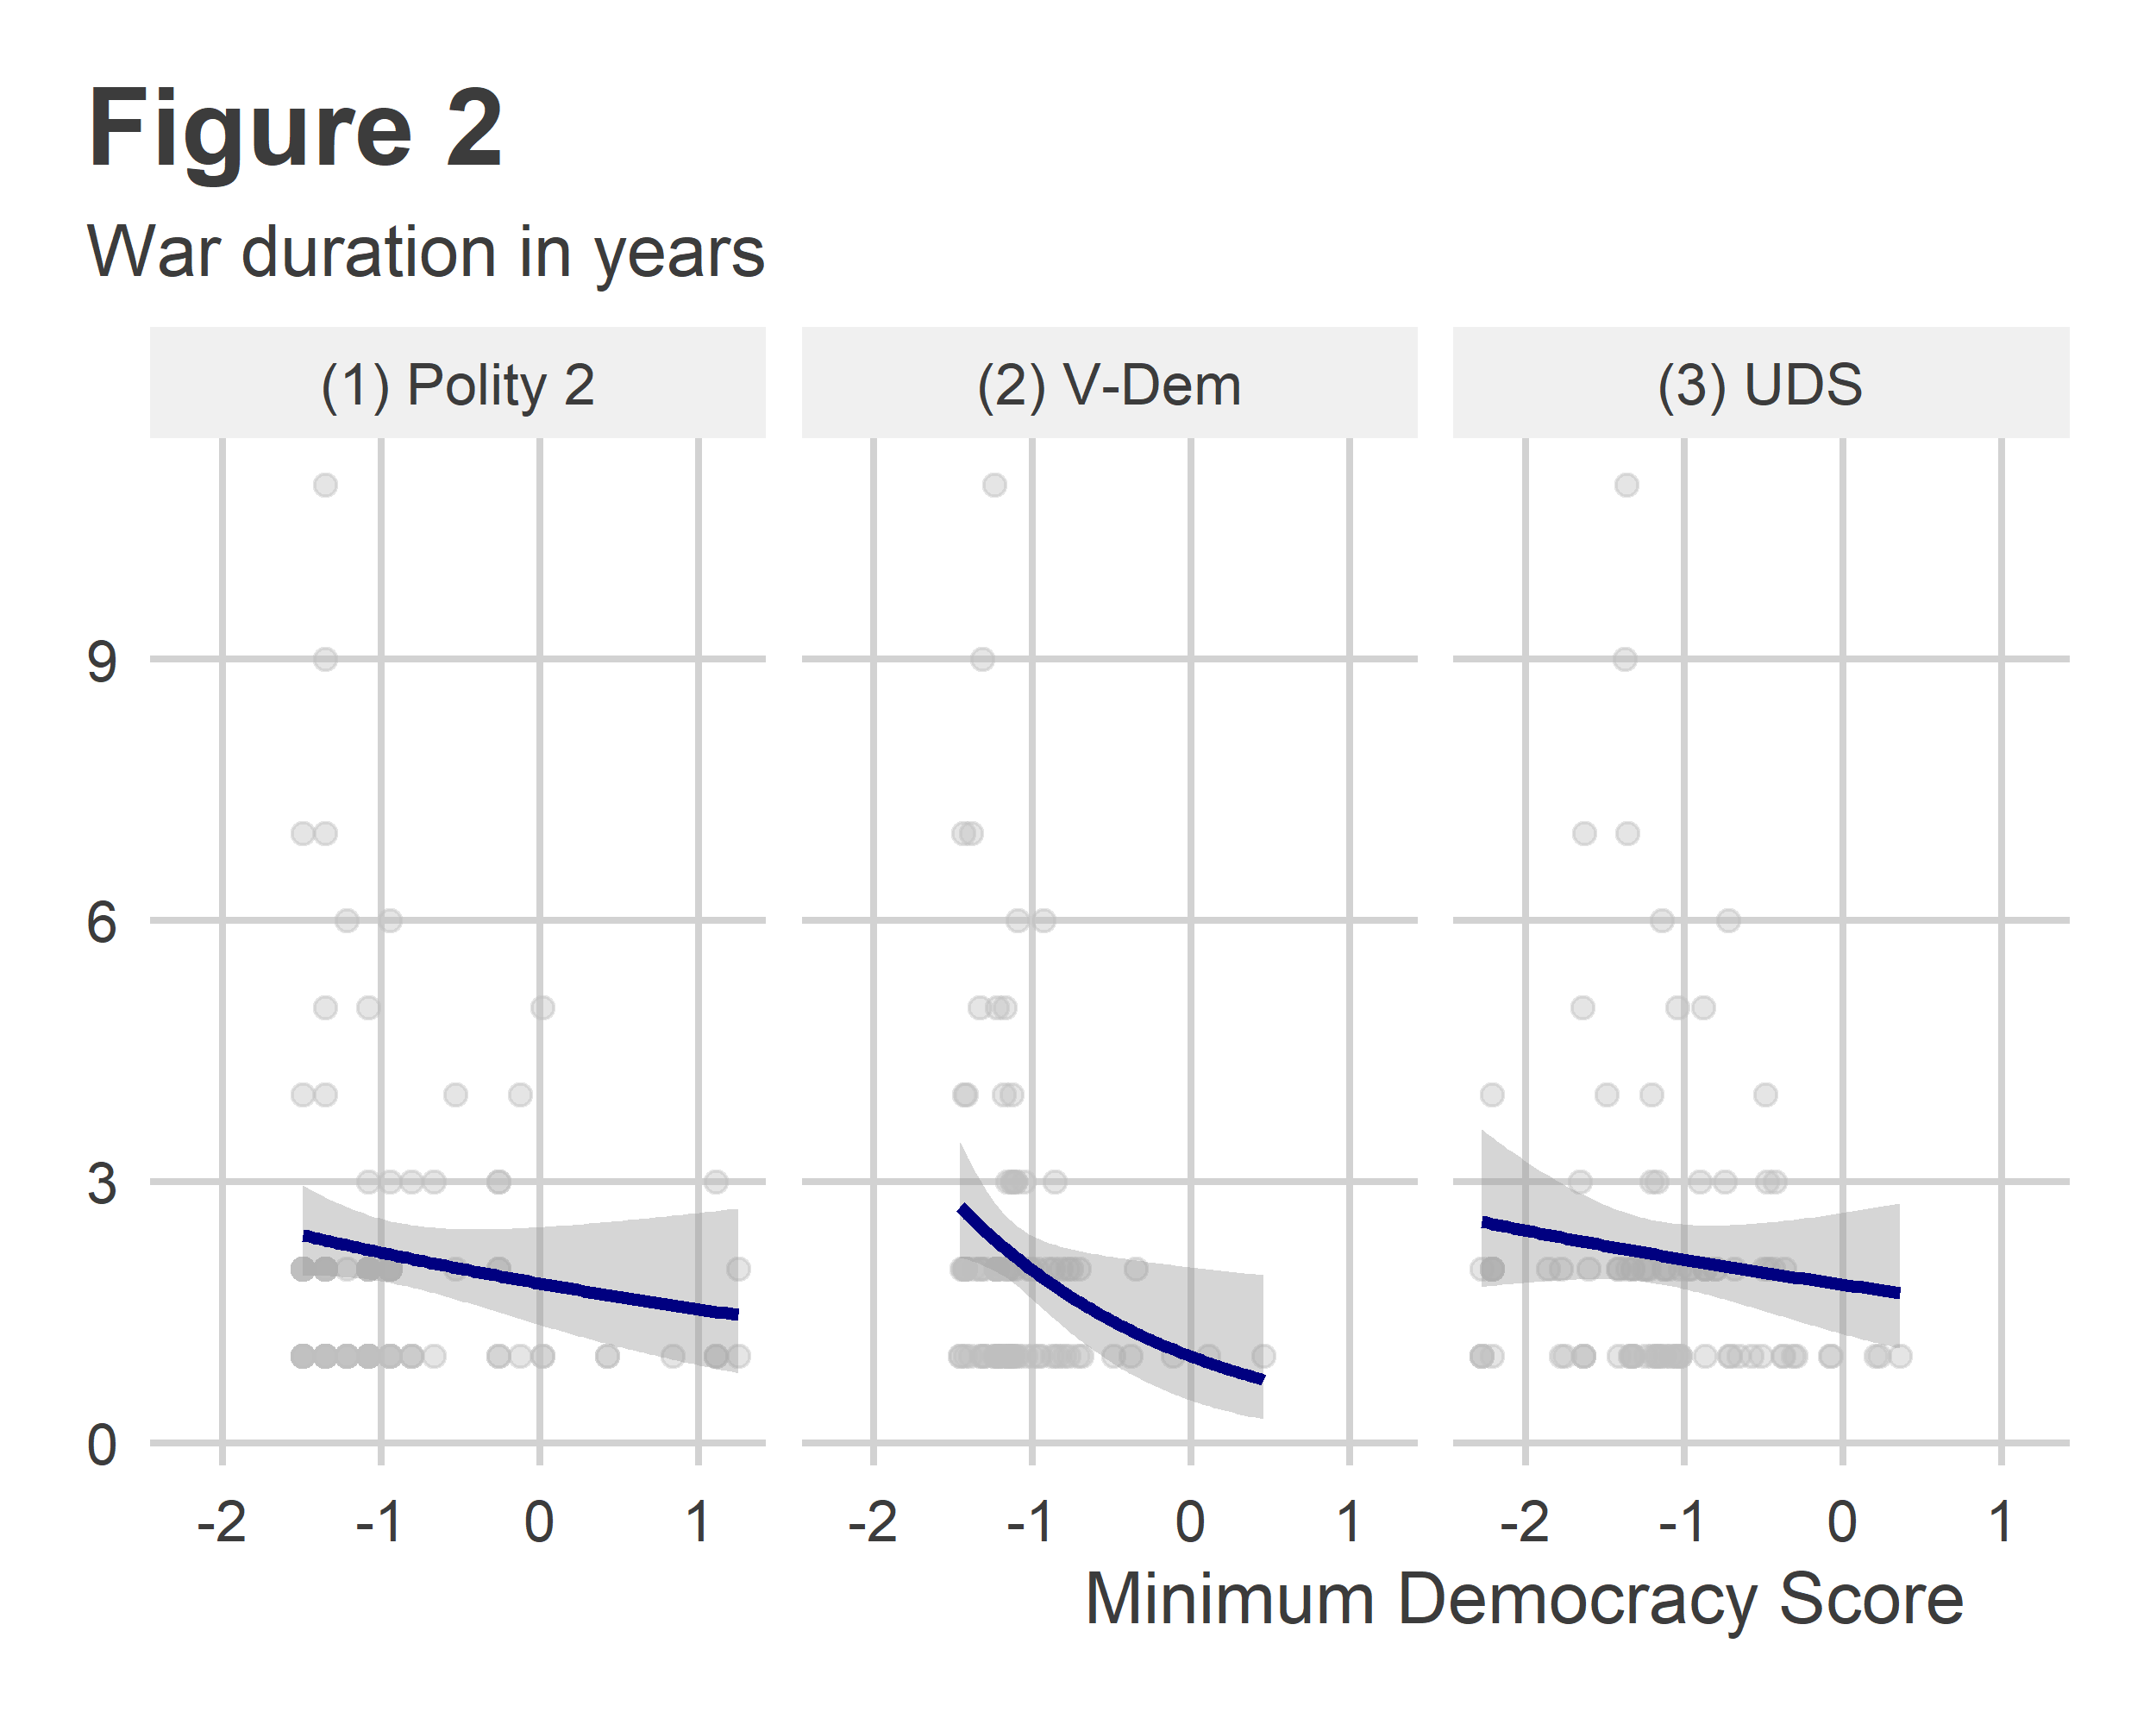 Figure 2
War duration in years
(1) Polity 2 (2) V-Dem (3) UDS
9
6
3
0
-2 -1 0 1 -2 -1 0 1 -2 -1 0 1
Minimum Democracy Score